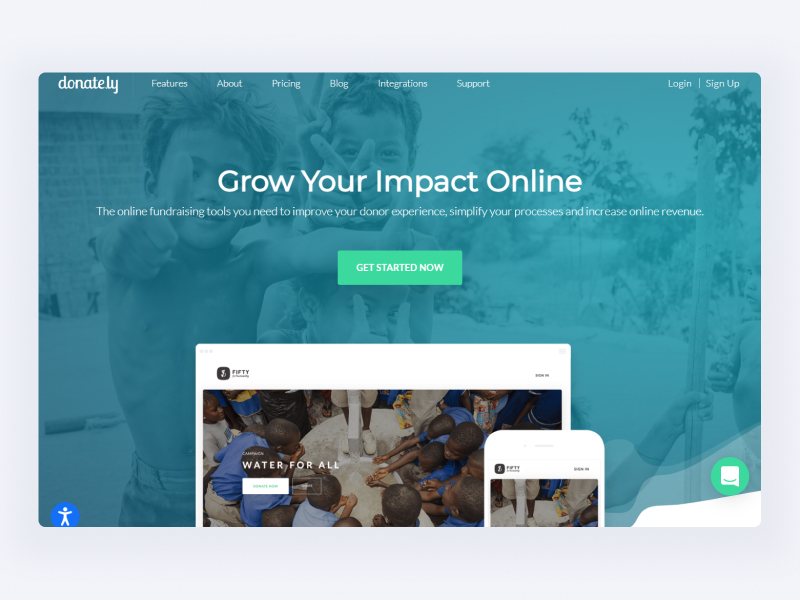 donate.ly
Features
About
Pricing
Blog
Integrations
Support
Login | Sign Up
Grow Your Impact Online
The online fundraising tools you need to improve your donor experience, simplify your processes and increase online revenue.
GET STARTED NOW
FIFTY
SIGN IN
CAMPAIGN
WATER FOR ALL
DONATE NOW
FIFTY
SIGN IN